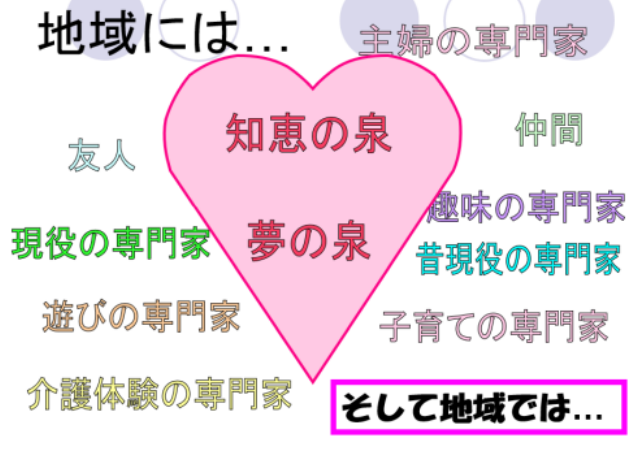 地域には…
主婦の専門家
知恵の泉
仲間
友人
趣味の専門家
現役の専門家
夢の泉
昔現役の専門家
遊びの専門家
子育ての専門家
介護体験の専門家
そして地域では…